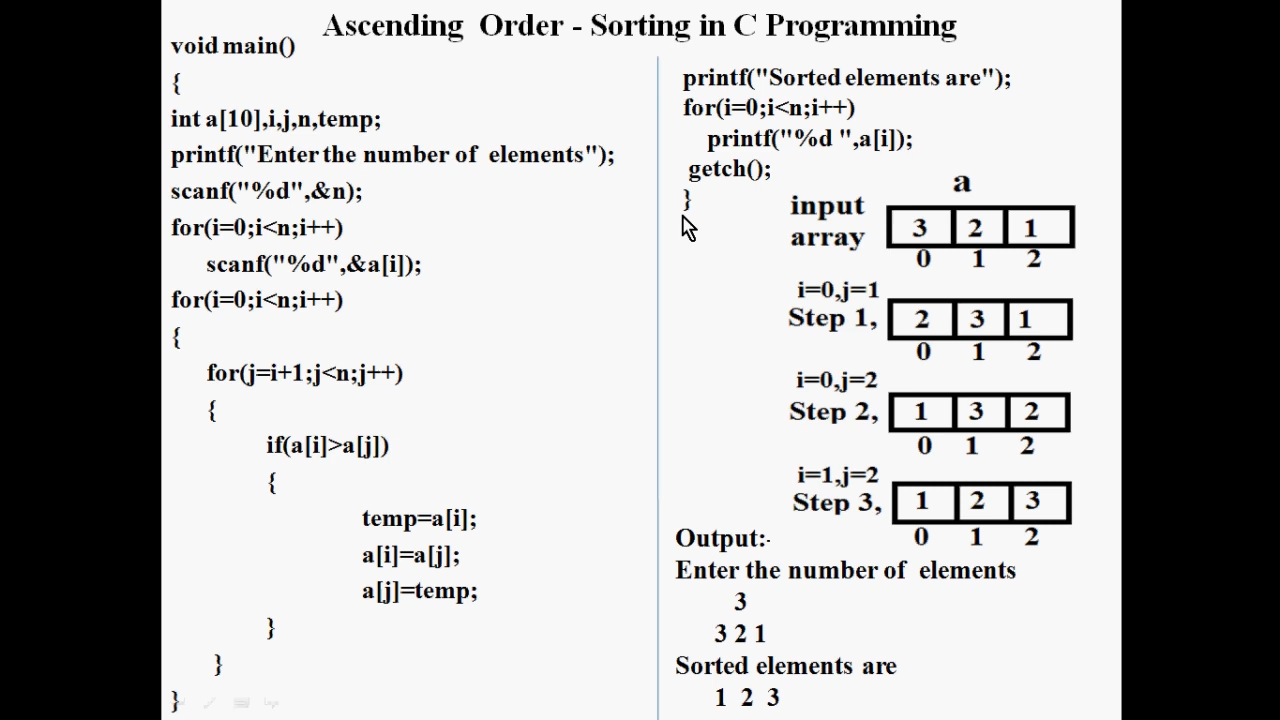 Ascending Order - Sorting in C Programming
void main()
{
int a[10],i,j,n,temp;
printf("Enter the number of elements");
scanf("%d",&n);
for(i=0;i<n;i++)
scanf("%d",&a[i]);
for(i=0;i<n;i++)
{
for(j=i+1;j<n;j++)
{
if(a[i]>a[j])
{
temp=a[i];
a[i]=a[j];
a[j]=temp;
}
}
}
printf("Sorted elements are");
for(i=0;i<n;i++)
printf("%d ",a[i]);
getch();
}
a
input array
3 2 1
0 1 2
i=0,j=1
Step 1,
2 3 1
0 1 2
i=0,j=2
Step 2,
1 3 2
0 1 2
i=1,j=2
Step 3,
1 2 3
0 1 2
Output:-
Enter the number of elements
3
3 2 1
Sorted elements are
1 2 3